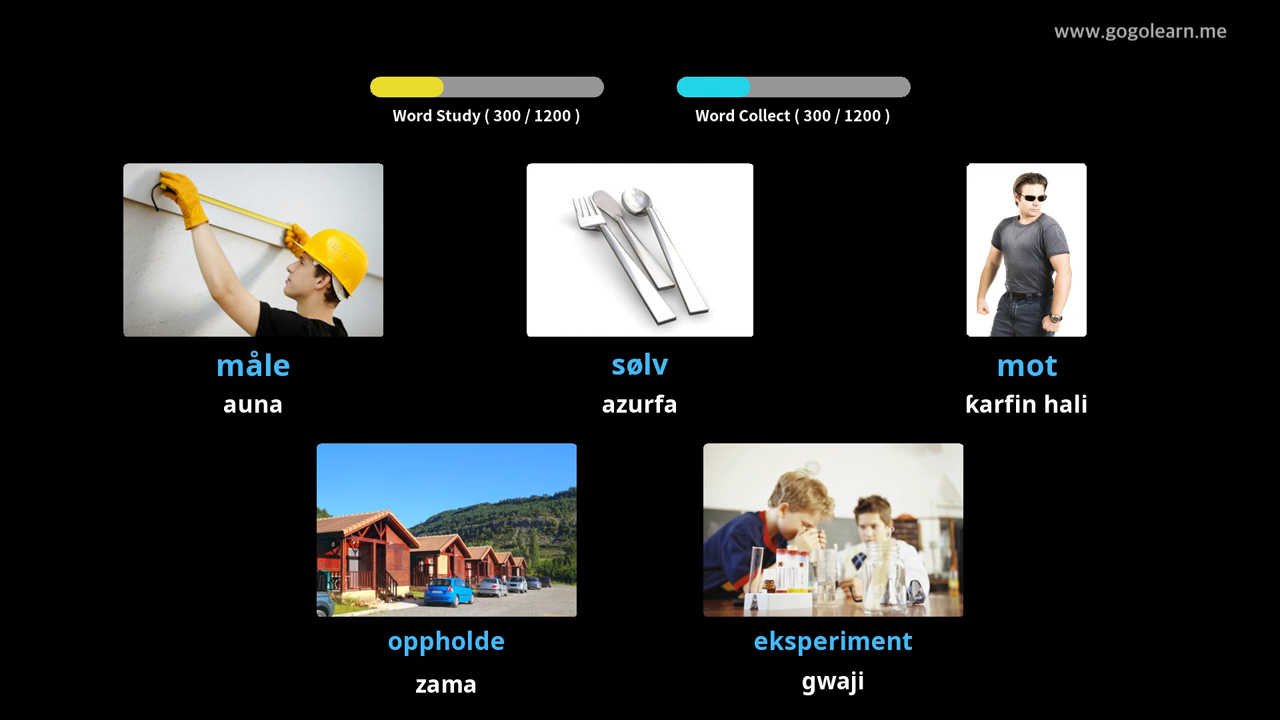 www.gogolearn.me
Word Study ( 300 / 1200 )
Word Collect ( 300 / 1200 )
måle
auna
sølv
azurfa
mot
ƙarfin hali
oppholde
zama
eksperiment
gwaji